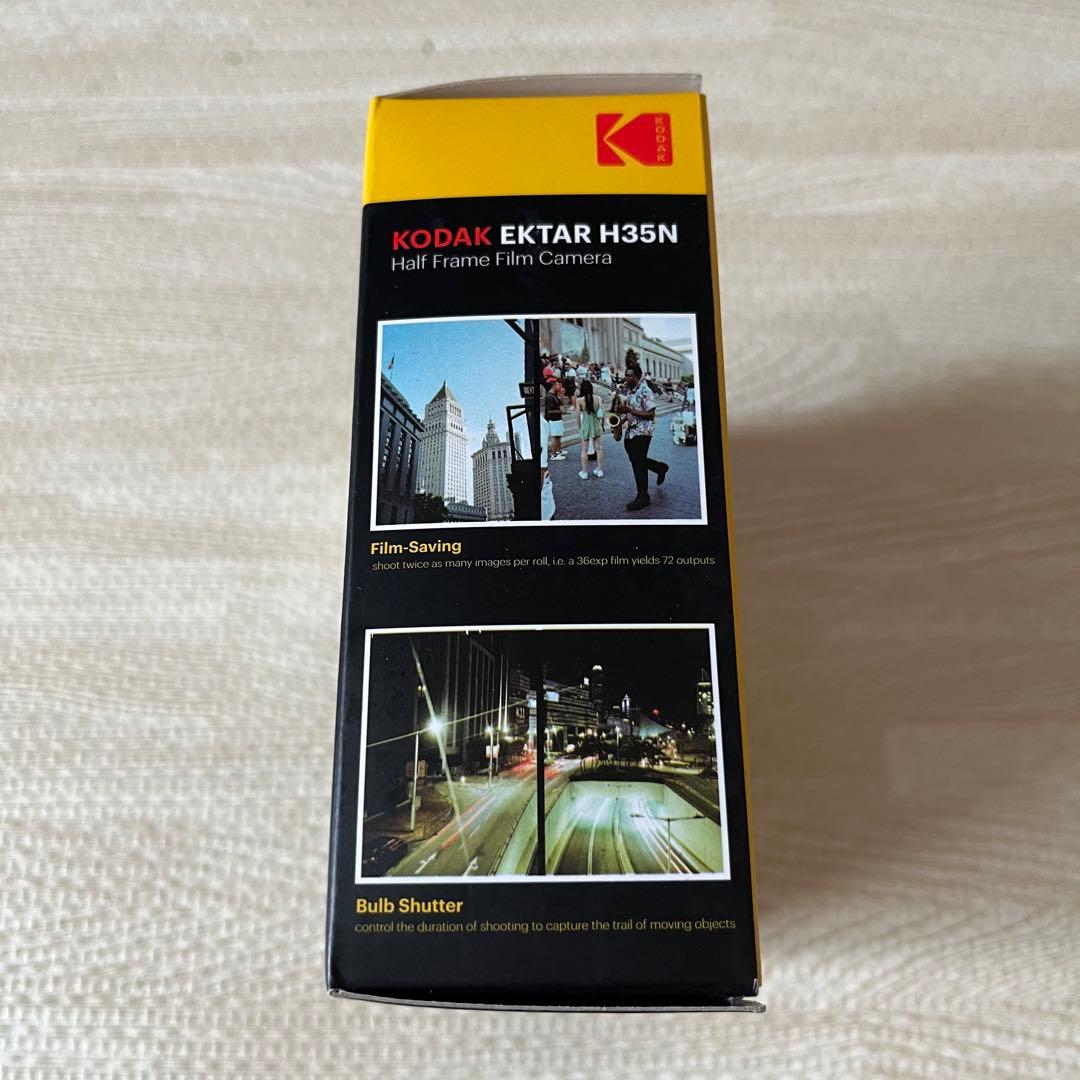 KODAK
KODAK EKTAR H35N
Half Frame Film Camera
Film-Saving
shoot twice as many images per roll, i.e. a 36exp film yields 72 outputs
Bulb Shutter
control the duration of shooting to capture the trail of moving objects